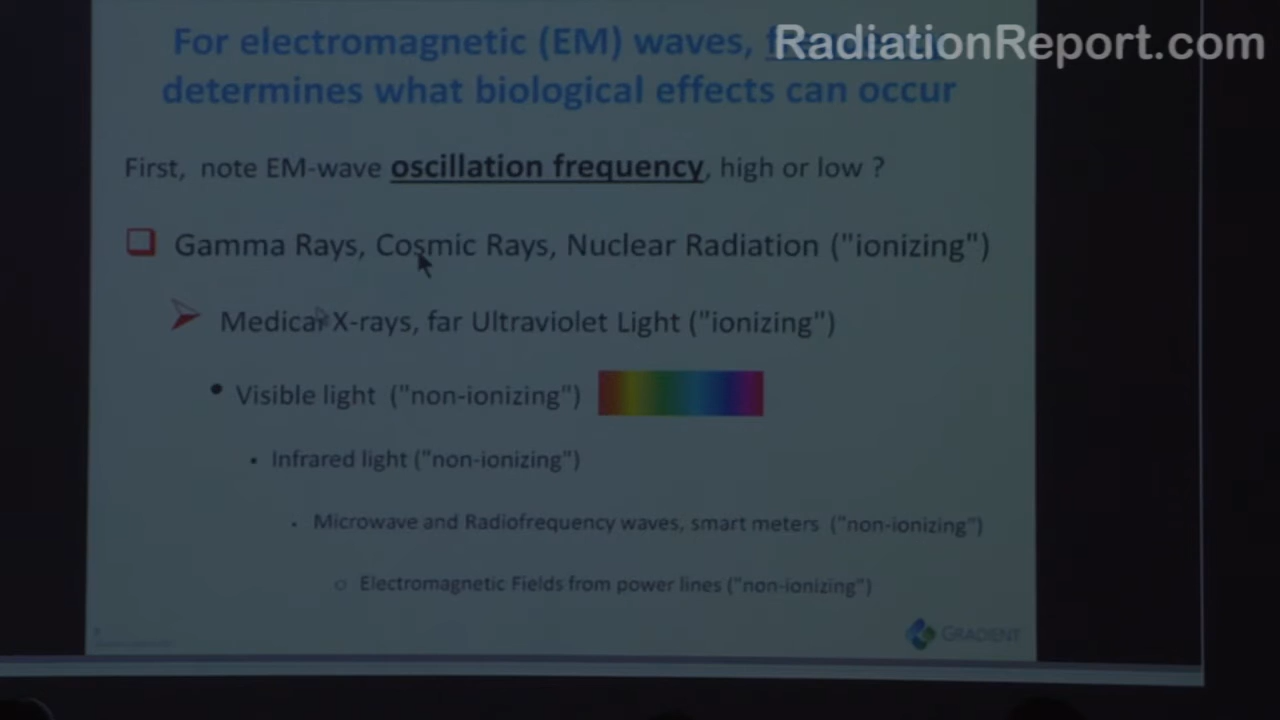 RadiationReport.com
For electromagnetic (EM) waves,
determines what biological effects can occur
First, note EM-wave oscillation frequency, high or low ?
Gamma Rays, Cosmic Rays, Nuclear Radiation ("ionizing")
Medical X-rays, far Ultraviolet Light ("ionizing")
Visible light ("non-ionizing")
Infrared light ("non-ionizing")
Microwave and Radiofrequency waves, smart meters ("non-ionizing")
Electromagnetic Fields from power lines ("non-ionizing")
GRADIENT